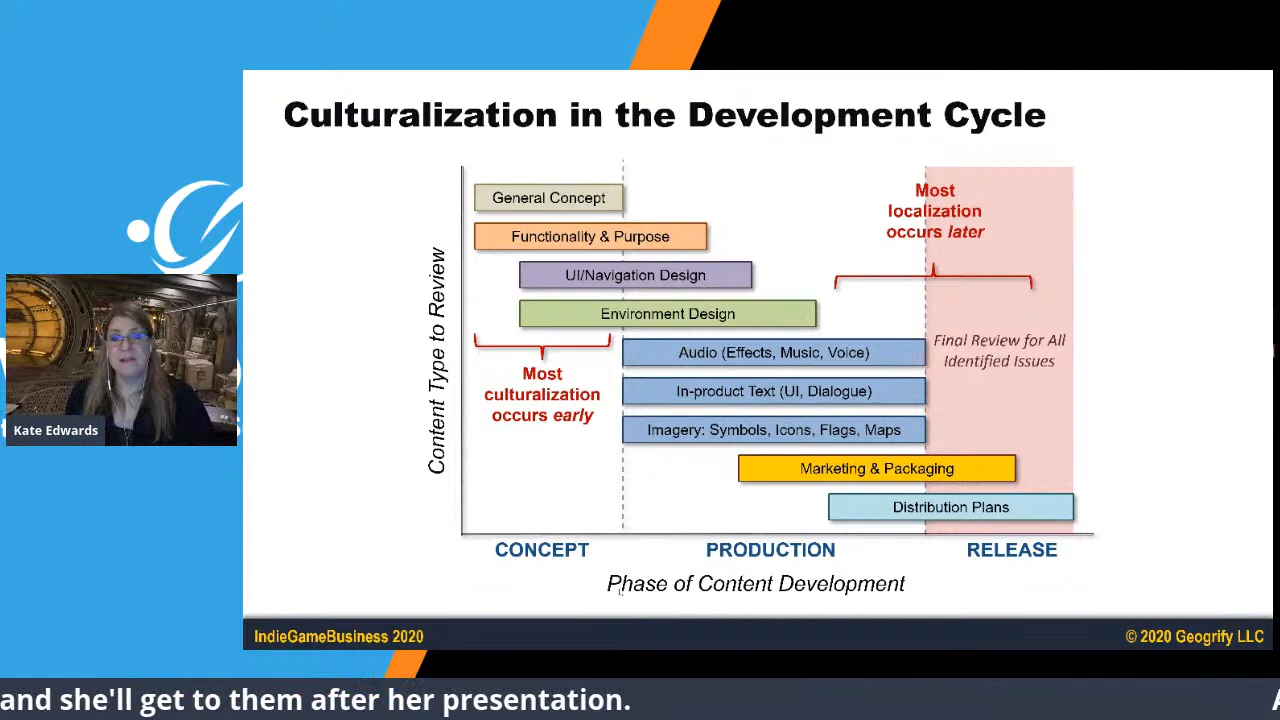 Culturalization in the Development Cycle
General Concept
Functionality & Purpose
UI/Navigation Design
Environment Design
Audio (Effects, Music, Voice)
In-product Text (UI, Dialogue)
Imagery: Symbols, Icons, Flags, Maps
Marketing & Packaging
Distribution Plans
Most
culturalization
occurs early
Most
localization
occurs later
Final Review for All
Identified Issues
Content Type to Review
CONCEPT
PRODUCTION
RELEASE
Phase of Content Development
IndieGameBusiness 2020
© 2020 Geogrify LLC
Kate Edwards
and she'll get to them after her presentation.